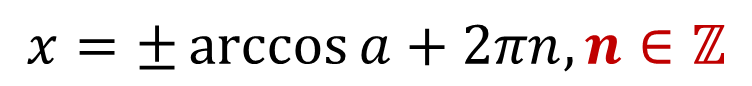 x = ± arccos a + 2πn, n ∈ ℤ